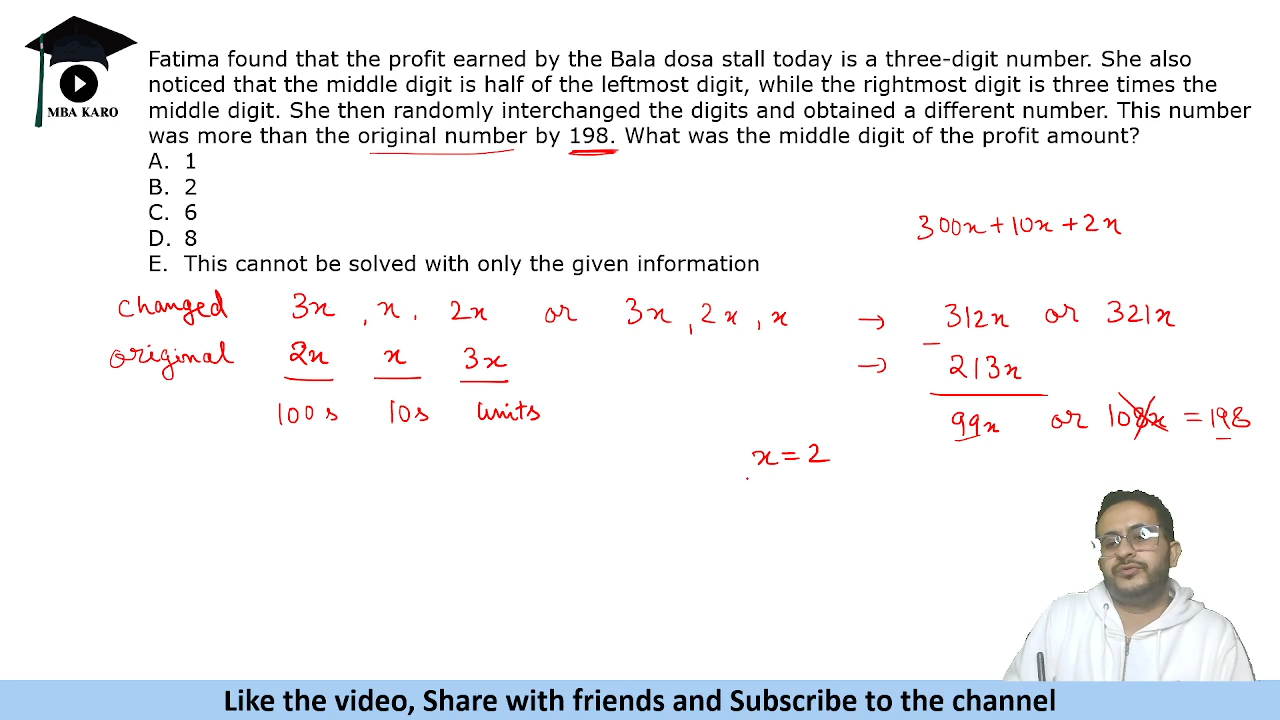 MBA KARO
Fatima found that the profit earned by the Bala dosa stall today is a three-digit number. She also
noticed that the middle digit is half of the leftmost digit, while the rightmost digit is three times the
middle digit. She then randomly interchanged the digits and obtained a different number. This number
was more than the original number by 198. What was the middle digit of the profit amount?
A. 1
B. 2
C. 6
D. 8
E. This cannot be solved with only the given information
300x + 10x + 2x
changed 3x , x , 2x or 3x , 2x , x → 312x or 321x
original 2x x 3x → - 213x
100s 10s units
99x or 108x = 198
x = 2
Like the video, Share with friends and Subscribe to the channel